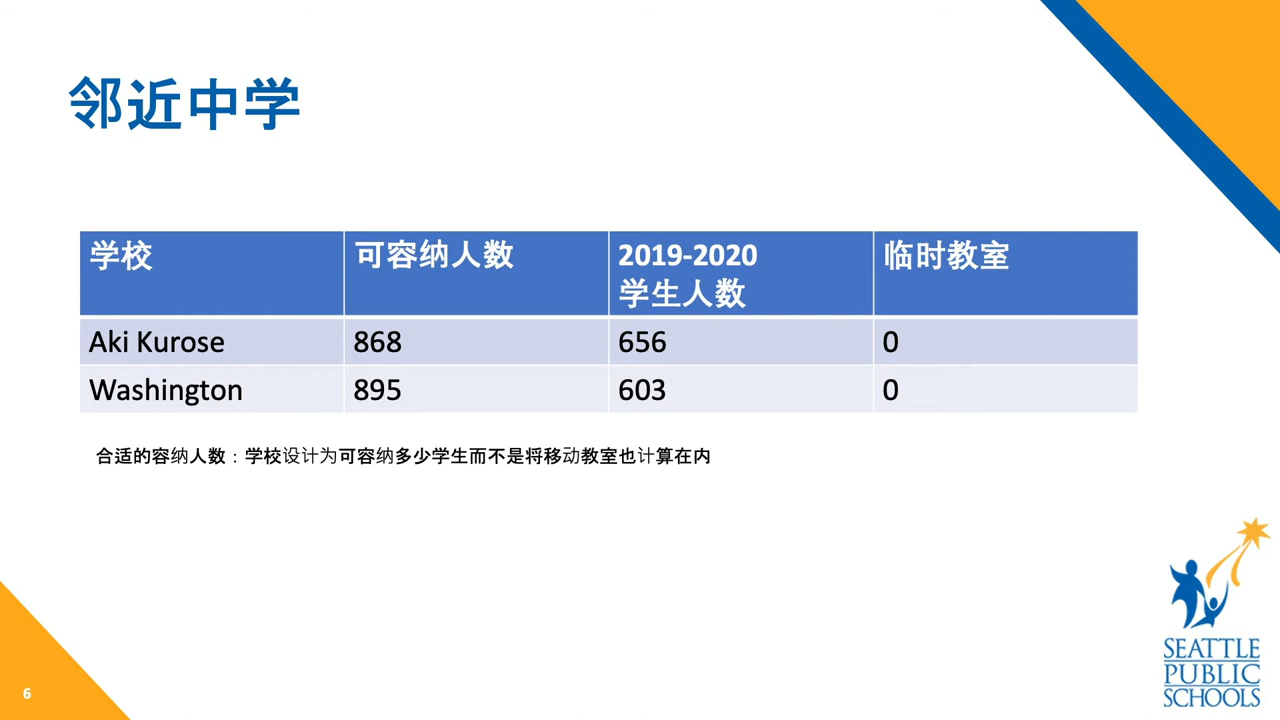 邻近中学
学校 可容纳人数 2019-2020 学生人数 临时教室
Aki Kurose 868 656 0
Washington 895 603 0
合适的容纳人数：学校设计为可容纳多少学生而不是将移动教室也计算在内
SEATTLE
PUBLIC
SCHOOLS
6